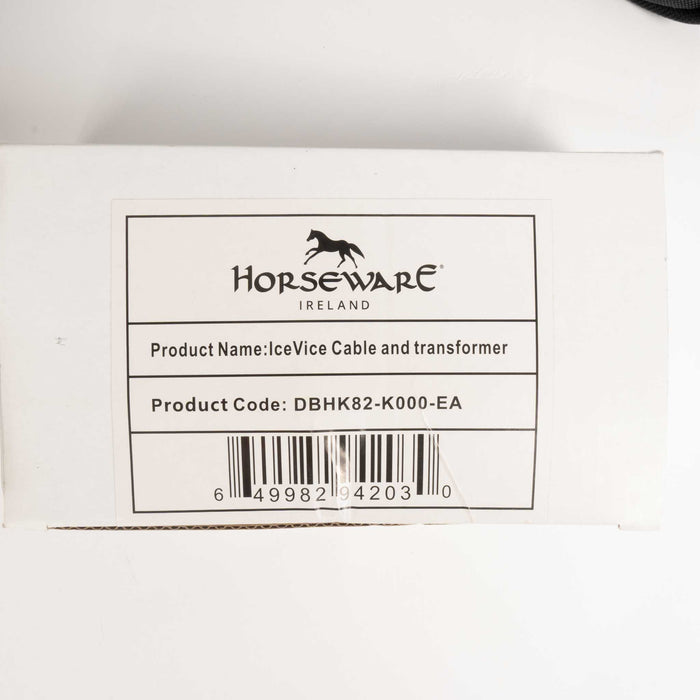 HORSEWARE®
IRELAND
Product Name:IceVice Cable and transformer
Product Code: DBHK82-K000-EA
6 49982 94203 0